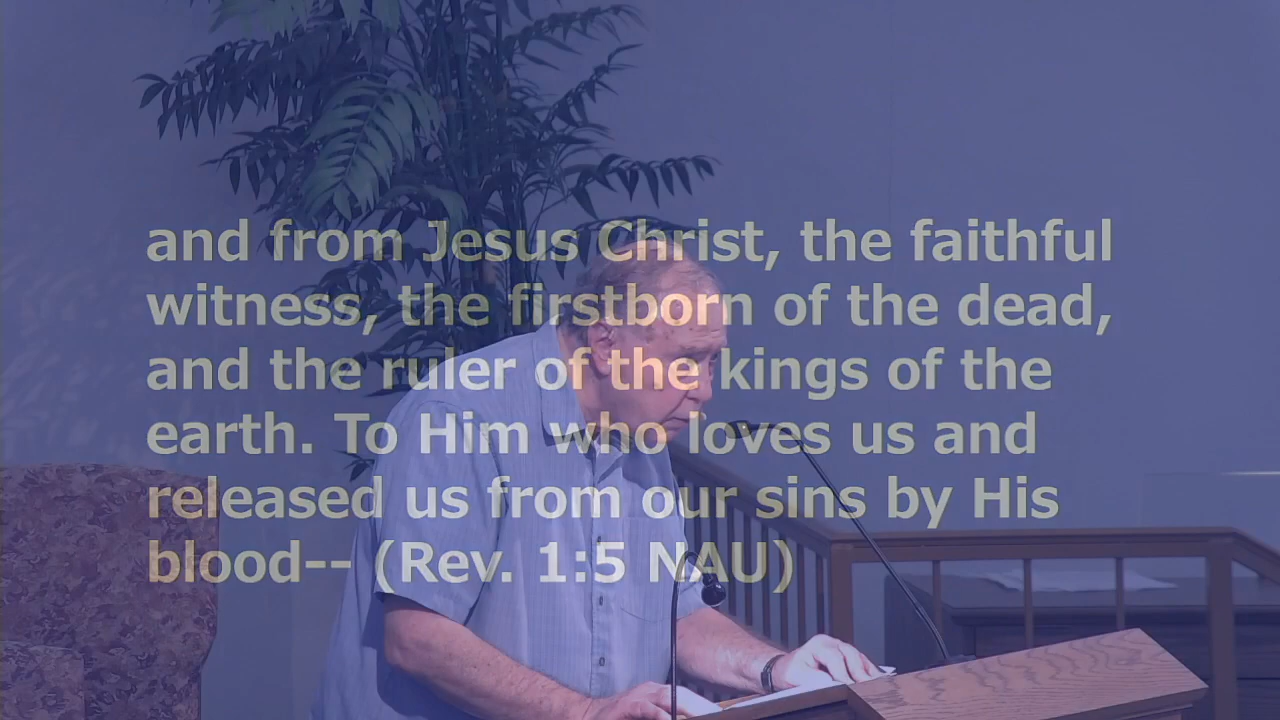 and from Jesus Christ, the faithful
witness, the firstborn of the dead,
and the ruler of the kings of the
earth. To Him who loves us and
released us from our sins by His
blood-- (Rev. 1:5 NAU)